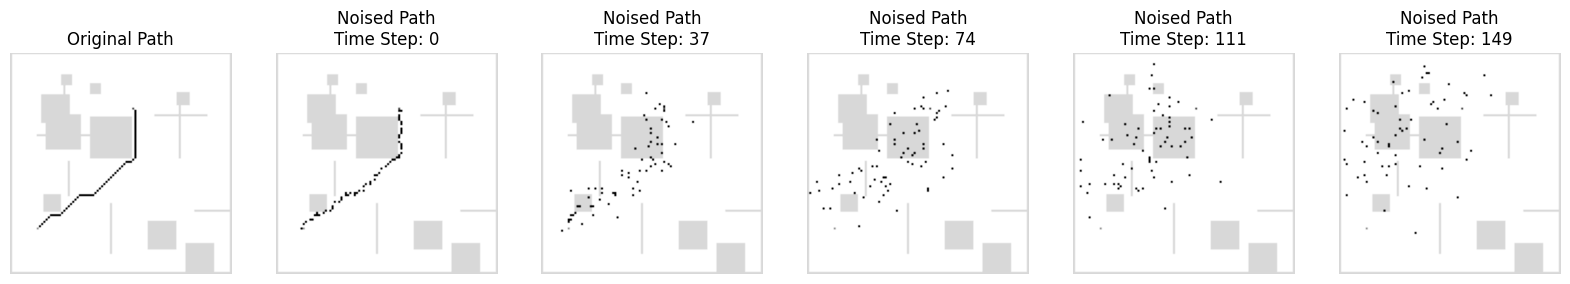 Original Path
Noised Path
Time Step: 0
Noised Path
Time Step: 37
Noised Path
Time Step: 74
Noised Path
Time Step: 111
Noised Path
Time Step: 149